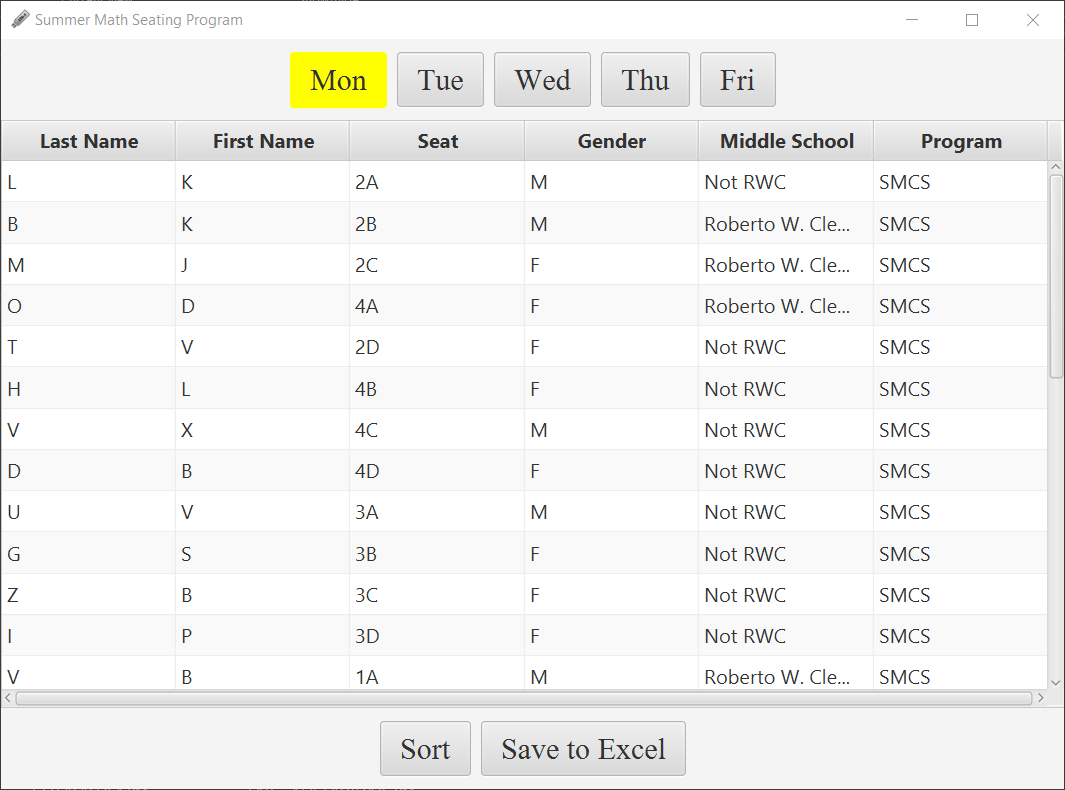 Summer Math Seating Program
Mon Tue Wed Thu Fri
Last Name First Name Seat Gender Middle School Program
L K 2A M Not RWC SMCS
B K 2B M Roberto W. Cle... SMCS
M J 2C F Roberto W. Cle... SMCS
O D 4A F Roberto W. Cle... SMCS
T V 2D F Not RWC SMCS
H L 4B F Not RWC SMCS
V X 4C M Not RWC SMCS
D B 4D F Not RWC SMCS
U V 3A M Not RWC SMCS
G S 3B F Not RWC SMCS
Z B 3C F Not RWC SMCS
I P 3D F Not RWC SMCS
V B 1A M Roberto W. Cle... SMCS
Sort Save to Excel